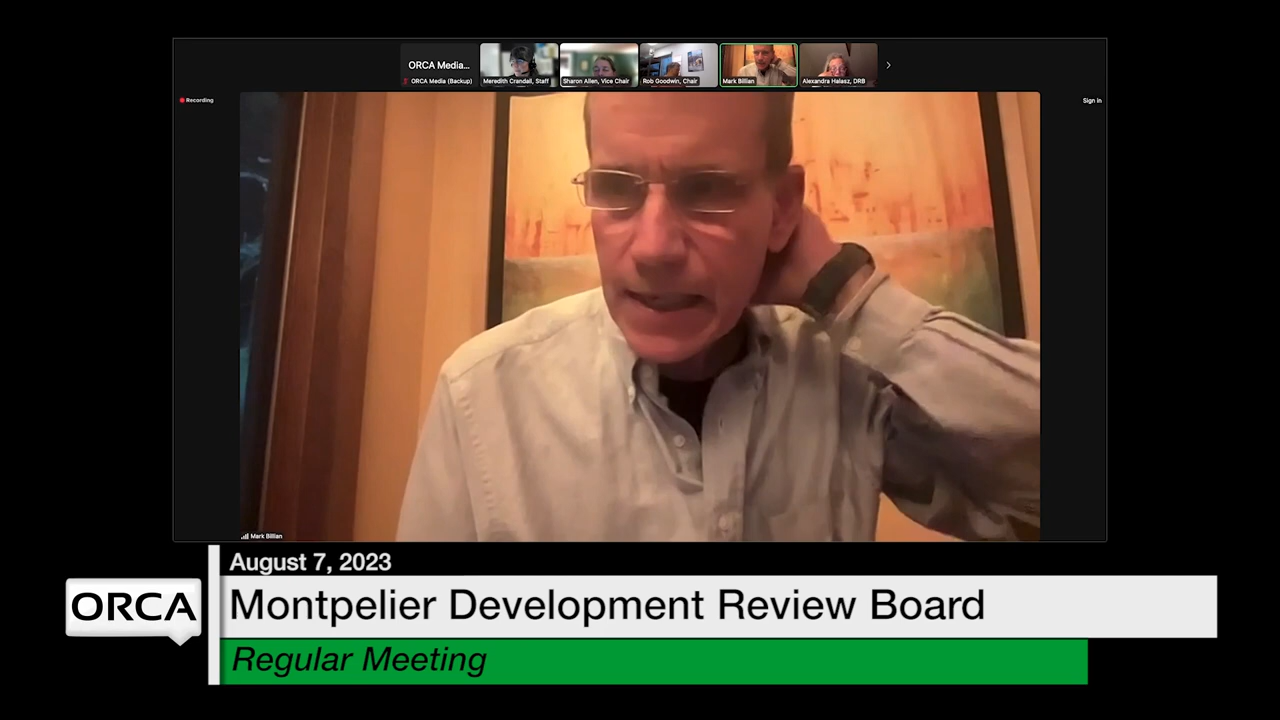 ORCA Media...
ORCA Media (Backup)
Meredith Crandall, Staff
Sharon Allen, Vice Chair
Rob Goodwin, Chair
Mark Billian
Alexandra Halasz, DRB
Recording
Sign in
Mark Billian
August 7, 2023
ORCA
Montpelier Development Review Board
Regular Meeting